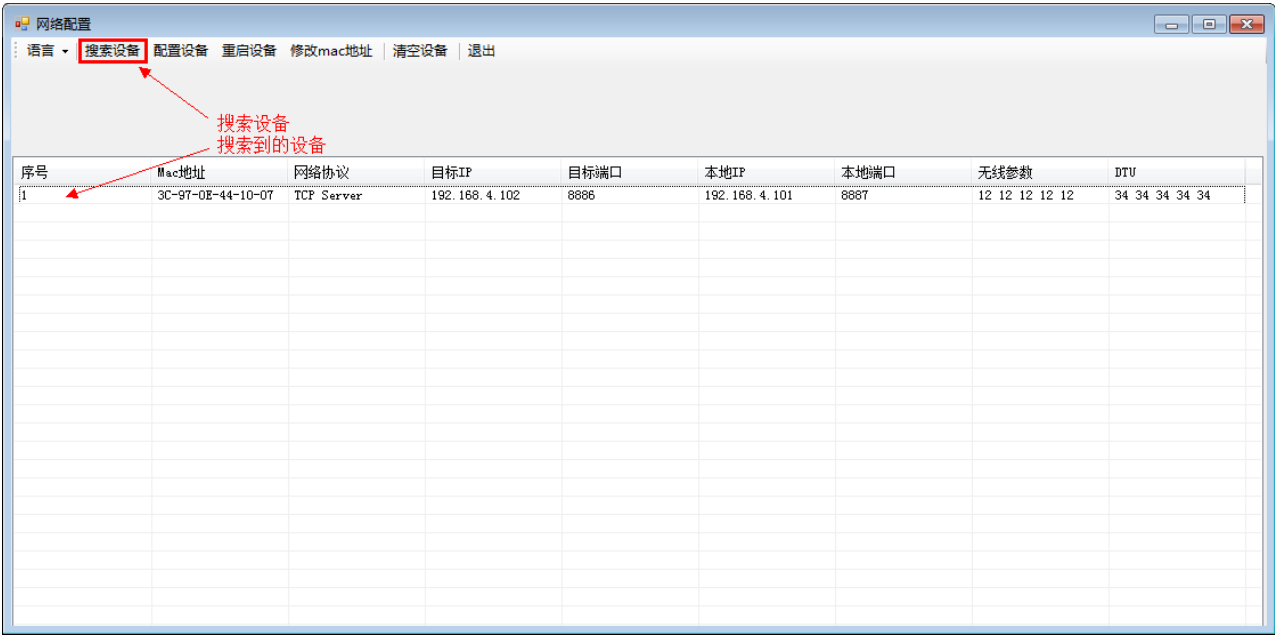 网络配置
语言 搜索设备 配置设备 重启设备 修改mac地址 清空设备 退出
搜索设备
搜索到的设备
序号 Mac地址 网络协议 目标IP 目标端口 本地IP 本地端口 无线参数 DTU
1 3C-97-0E-44-10-07 TCP Server 192.168.4.102 8886 192.168.4.101 8887 12 12 12 12 12 34 34 34 34 34